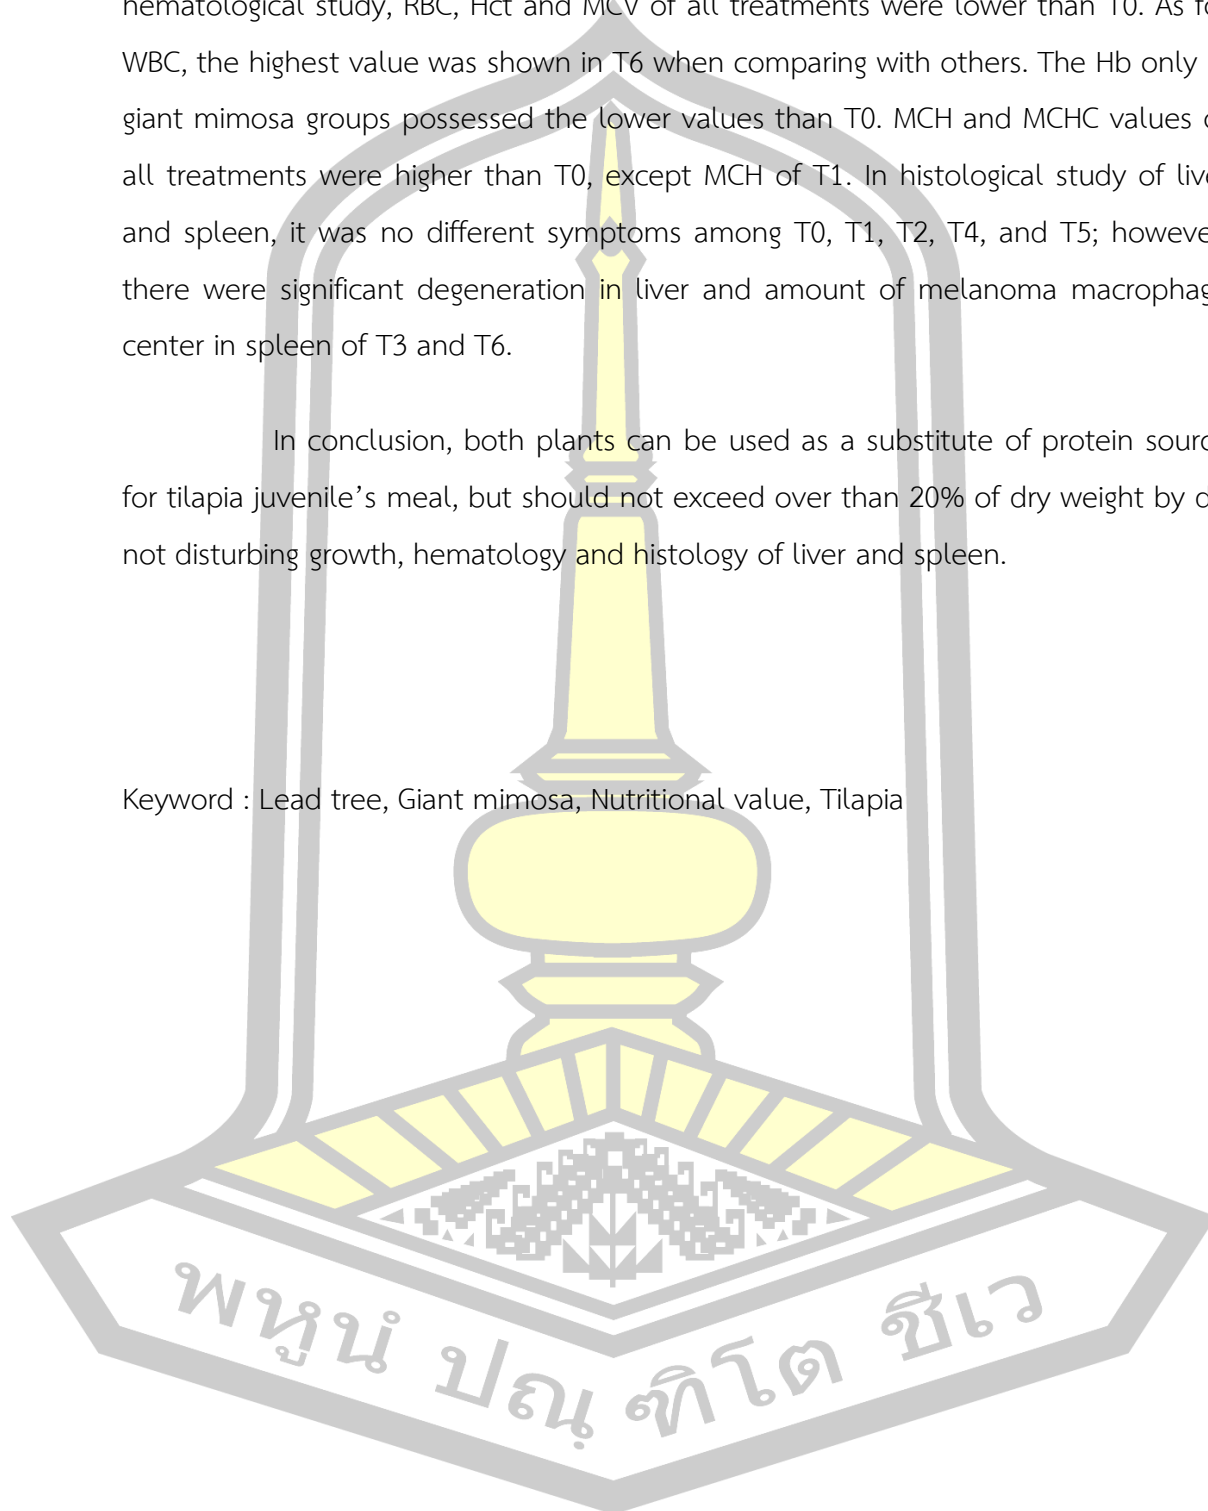 hematological study, RBC, Hct and MCV of all treatments were lower than T0. As
WBC, the highest value was shown in T6 when comparing with others. The Hb only
giant mimosa groups possessed the lower values than T0. MCH and MCHC values
all treatments were higher than T0, except MCH of T1. In histological study of
and spleen, it was no different symptoms among T0, T1, T2, T4, and T5;
there were significant degeneration in liver and amount of melanoma
center in spleen of T3 and T6.
In conclusion, both plants can be used as a substitute of protein
for tilapia juvenile’s meal, but should not exceed over than 20% of dry weight by
not disturbing growth, hematology and histology of liver and spleen.
Keyword : Lead tree, Giant mimosa, Nutritional value, Tilapia
พหูนํ ปณฺฑิโต ชีเว